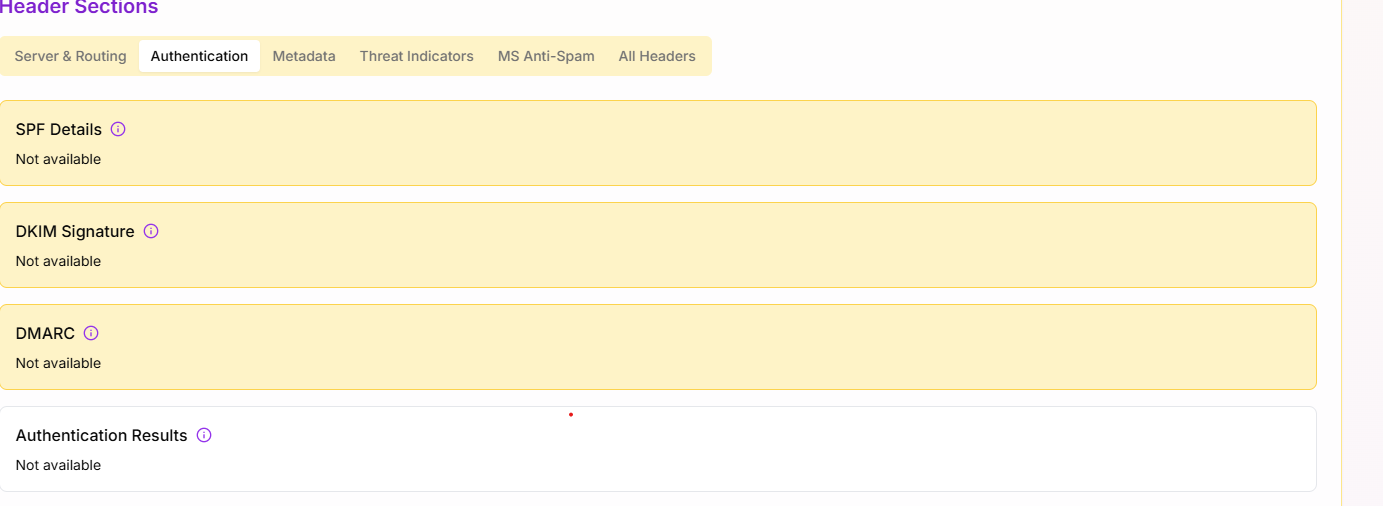 Header Sections
Server & Routing Authentication Metadata Threat Indicators MS Anti-Spam All Headers
SPF Details
Not available
DKIM Signature
Not available
DMARC
Not available
Authentication Results
Not available